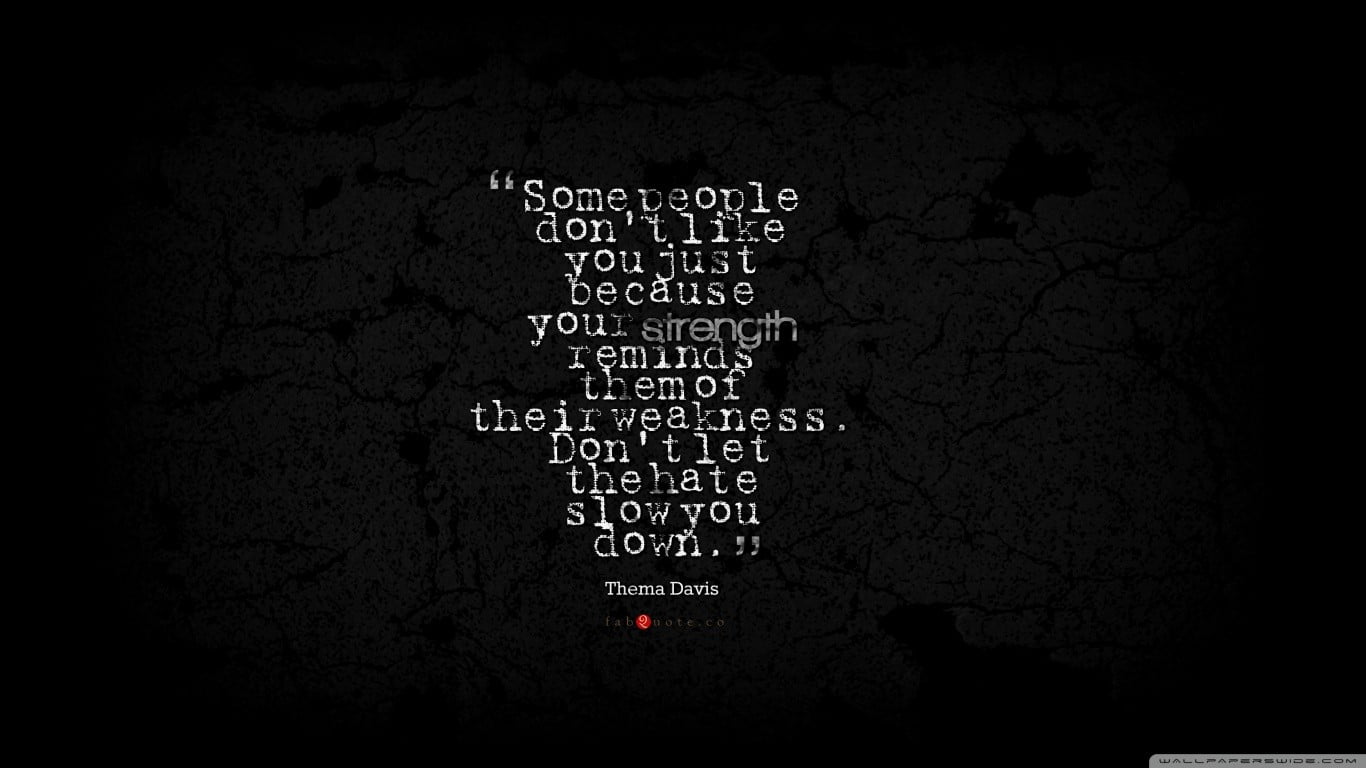 “Some people
don't like
you just
because
your strength
reminds
them of
their weakness.
Don't let
the hate
slow you
down.”
Thema Davis
fabQuote.co
WALLPAPERSWIDE.COM